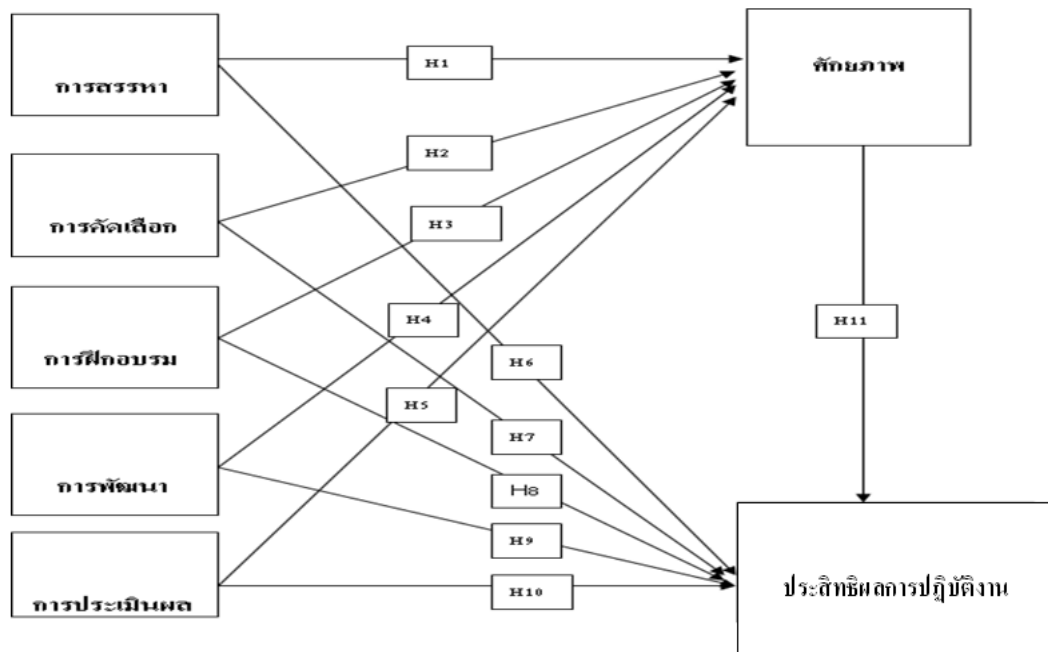 การสรรหา
H1
ศักยภาพ
H2
การคัดเลือก
H3
H4
H11
การฝึกอบรม
H6
H5
H7
การพัฒนา
H8
H9
การประเมินผล
H10
ประสิทธิผลการปฏิบัติงาน